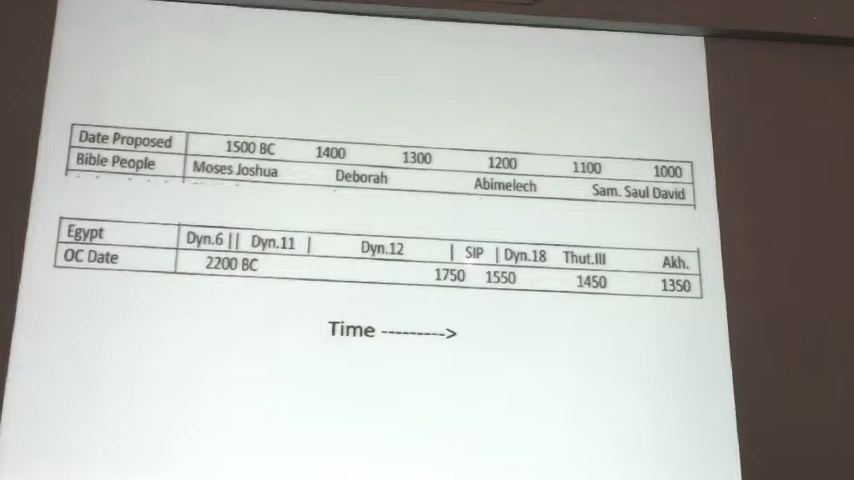 Date Proposed 1500 BC 1400 1300 1200 1100 1000
Bible People Moses Joshua Deborah Abimelech Sam. Saul David
Egypt Dyn.6 || Dyn.11 | Dyn.12 | SIP | Dyn.18 Thut.III Akh.
OC Date 2200 BC 1750 1550 1450 1350
Time --------->